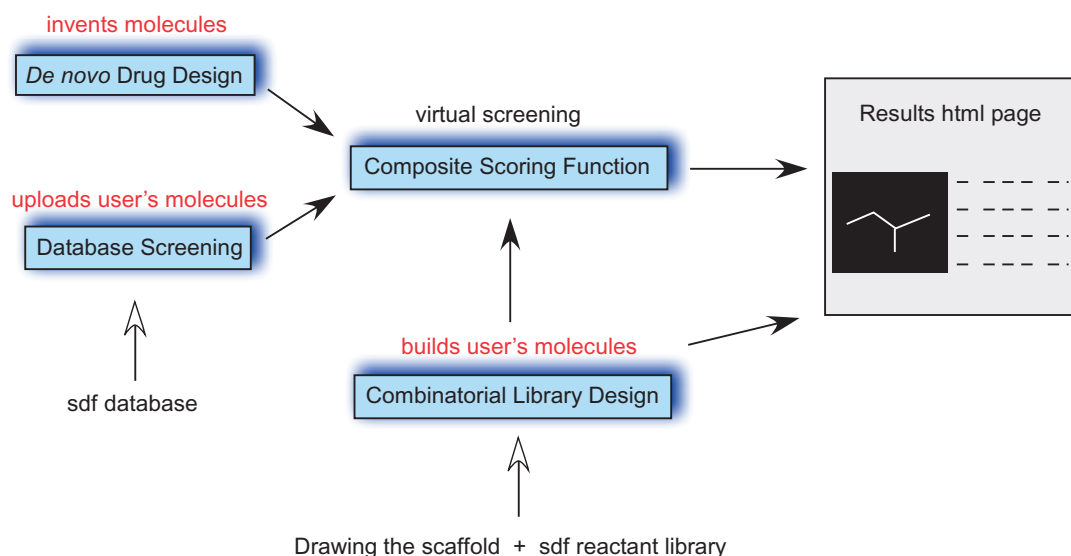 invents molecules
De novo Drug Design
virtual screening
Composite Scoring Function
Results html page
uploads user’s molecules
Database Screening
sdf database
builds user’s molecules
Combinatorial Library Design
Drawing the scaffold + sdf reactant library